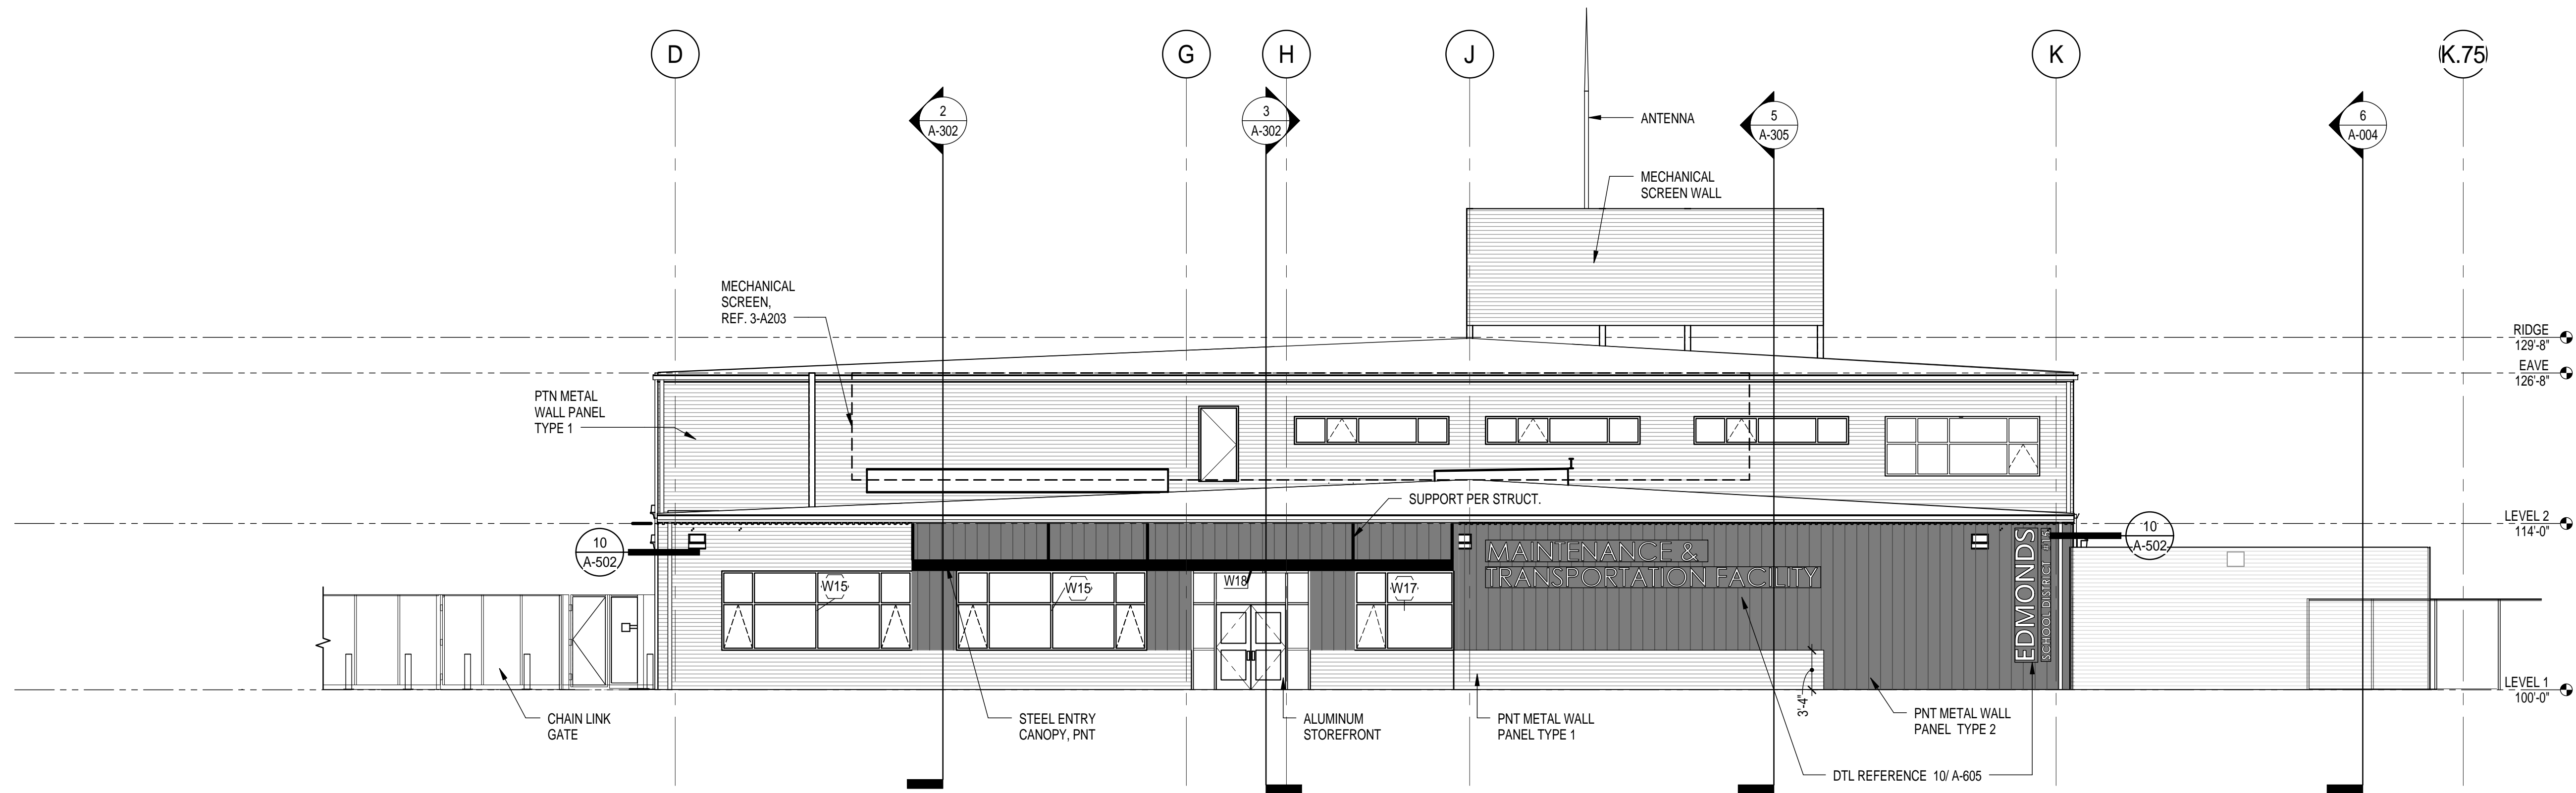 D
G
H
J
K
K.75
2
A-302
3
A-302
5
A-305
6
A-004
ANTENNA
MECHANICAL
SCREEN WALL
MECHANICAL
SCREEN,
REF. 3-A203
RIDGE
129'-8"
EAVE
126'-8"
PTN METAL
WALL PANEL
TYPE 1
SUPPORT PER STRUCT.
LEVEL 2
114'-0"
10
A-502
10
A-502
MAINTENANCE &
TRANSPORTATION FACILITY
EDMONDS
SCHOOL DISTRICT #15
W15
W15
W18
W17
LEVEL 1
100'-0"
3'-4"
CHAIN LINK
GATE
STEEL ENTRY
CANOPY, PNT
ALUMINUM
STOREFRONT
PNT METAL WALL
PANEL TYPE 1
PNT METAL WALL
PANEL TYPE 2
DTL REFERENCE 10/ A-605